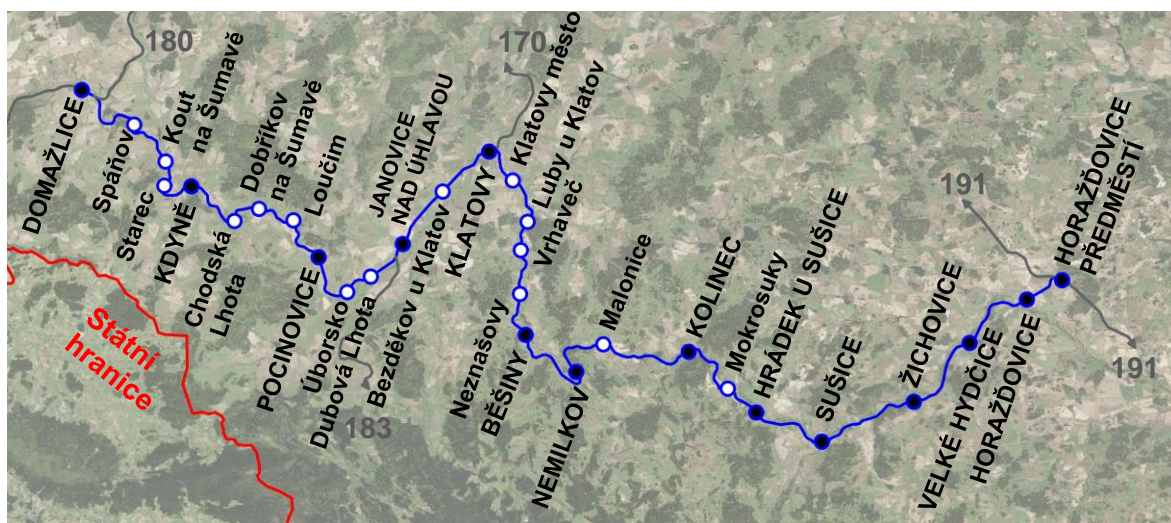 180
170
DOMAŽLICE
Spáňov
Kout
na Šumavě
Starec
KDYNĚ
Chodská
Lhota
Dobříkov
na Šumavě
Loučim
POCINOVICE
Úborsko
Dubová Lhota
JANOVICE
NAD ÚHLAVOU
Bezděkov u Klatov
KLATOVY
Klatovy město
Luby u Klatov
Vrhaveč
Neznašovy
BĚŠINY
NEMILKOV
Malonice
KOLINEC
Mokrosuky
HRÁDEK U SUŠICE
SUŠICE
ŽICHOVICE
VELKÉ HYDČICE
HORAŽĎOVICE
HORAŽĎOVICE
PŘEDMĚSTÍ
191
191
183
Státní
hranice